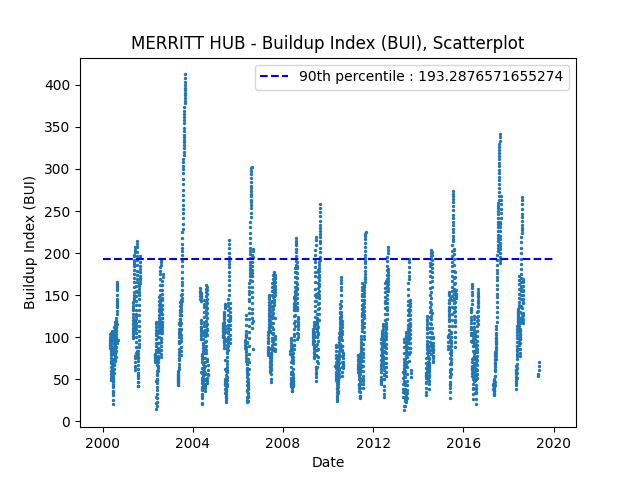 MERRITT HUB - Buildup Index (BUI), Scatterplot
90th percentile : 193.2876571655274
400
350
300
250
200
150
100
50
0
Buildup Index (BUI)
2000 2004 2008 2012 2016 2020
Date